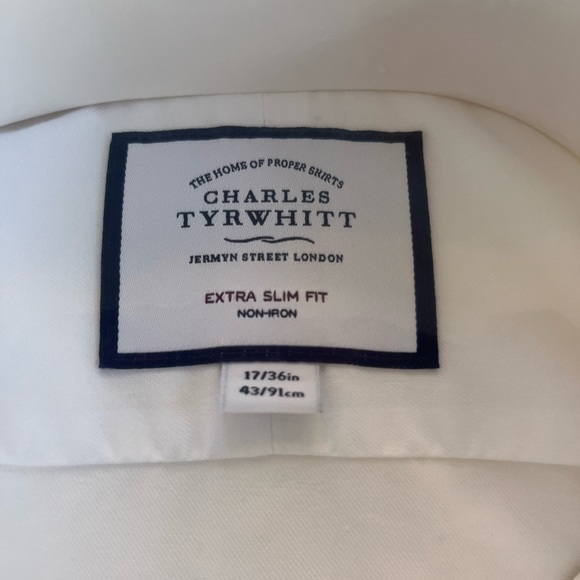 THE HOME OF PROPER SHIRTS
CHARLES
TYRWHITT
JERMYN STREET LONDON
EXTRA SLIM FIT
NON-IRON
17/36in
43/91cm